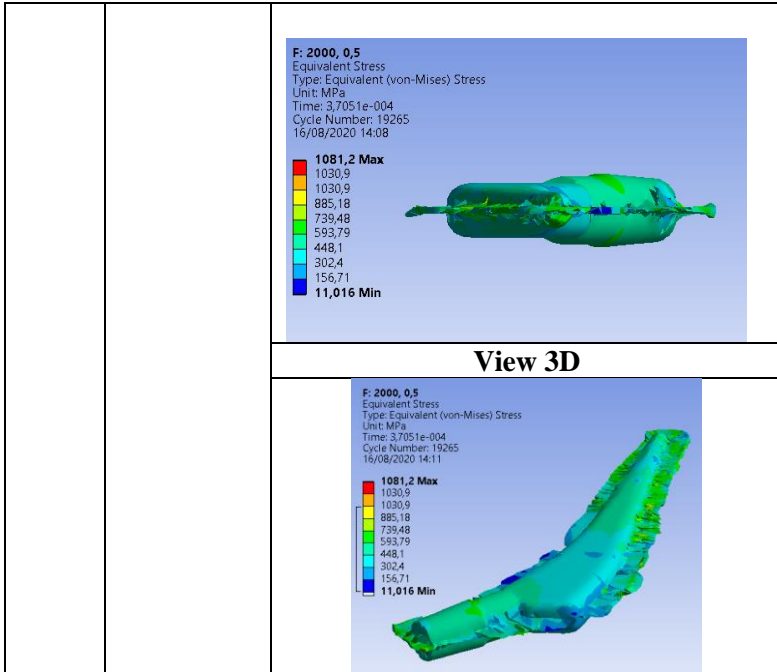 F: 2000, 0,5
Equivalent Stress
Type: Equivalent (von-Mises) Stress
Unit: MPa
Time: 3,7051e-004
Cycle Number: 19265
16/08/2020 14:08
1081,2 Max
1030,9
1030,9
885,18
739,48
593,79
448,1
302,4
156,71
11,016 Min
View 3D
F: 2000, 0,5
Equivalent Stress
Type: Equivalent (von-Mises) Stress
Unit: MPa
Time: 3,7051e-004
Cycle Number: 19265
16/08/2020 14:11
1081,2 Max
1030,9
1030,9
885,18
739,48
593,79
448,1
302,4
156,71
11,016 Min